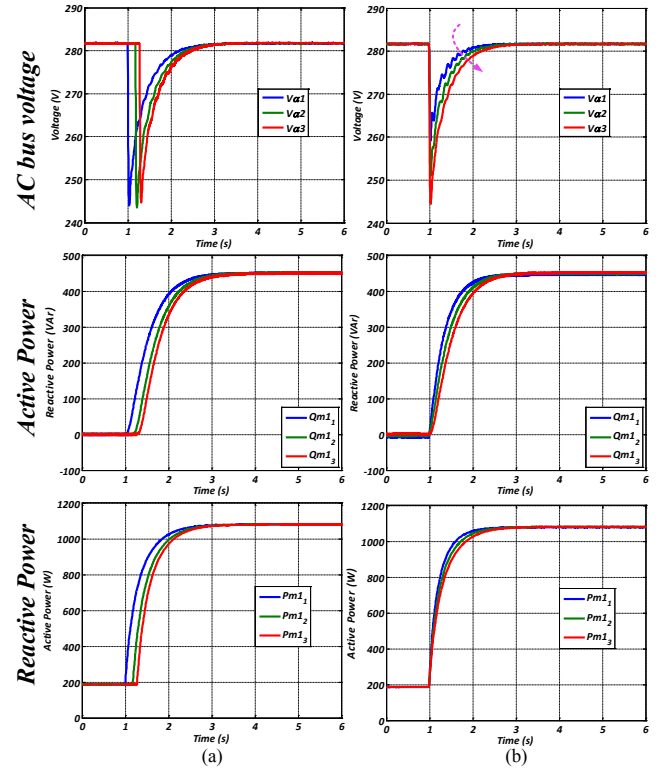 AC bus voltage
Voltage (V)
290
280
270
260
250
240
Vα1
Vα2
Vα3
0 1 2 3 4 5 6
Time (s)
Voltage (V)
290
280
270
260
250
240
Vα1
Vα2
Vα3
0 1 2 3 4 5 6
Time (s)
Active Power
Reactive Power (VAr)
500
400
300
200
100
0
-100
Qm1₁
Qm1₂
Qm1₃
0 1 2 3 4 5 6
Time (s)
Reactive Power (VAr)
500
400
300
200
100
0
-100
Qm1₁
Qm1₂
Qm1₃
0 1 2 3 4 5 6
Time (s)
Reactive Power
Active Power (W)
1200
1000
800
600
400
200
0
Pm1₁
Pm1₂
Pm1₃
0 1 2 3 4 5 6
Time (s)
Active Power (W)
1200
1000
800
600
400
200
0
Pm1₁
Pm1₂
Pm1₃
0 1 2 3 4 5 6
Time (s)
(a)
(b)